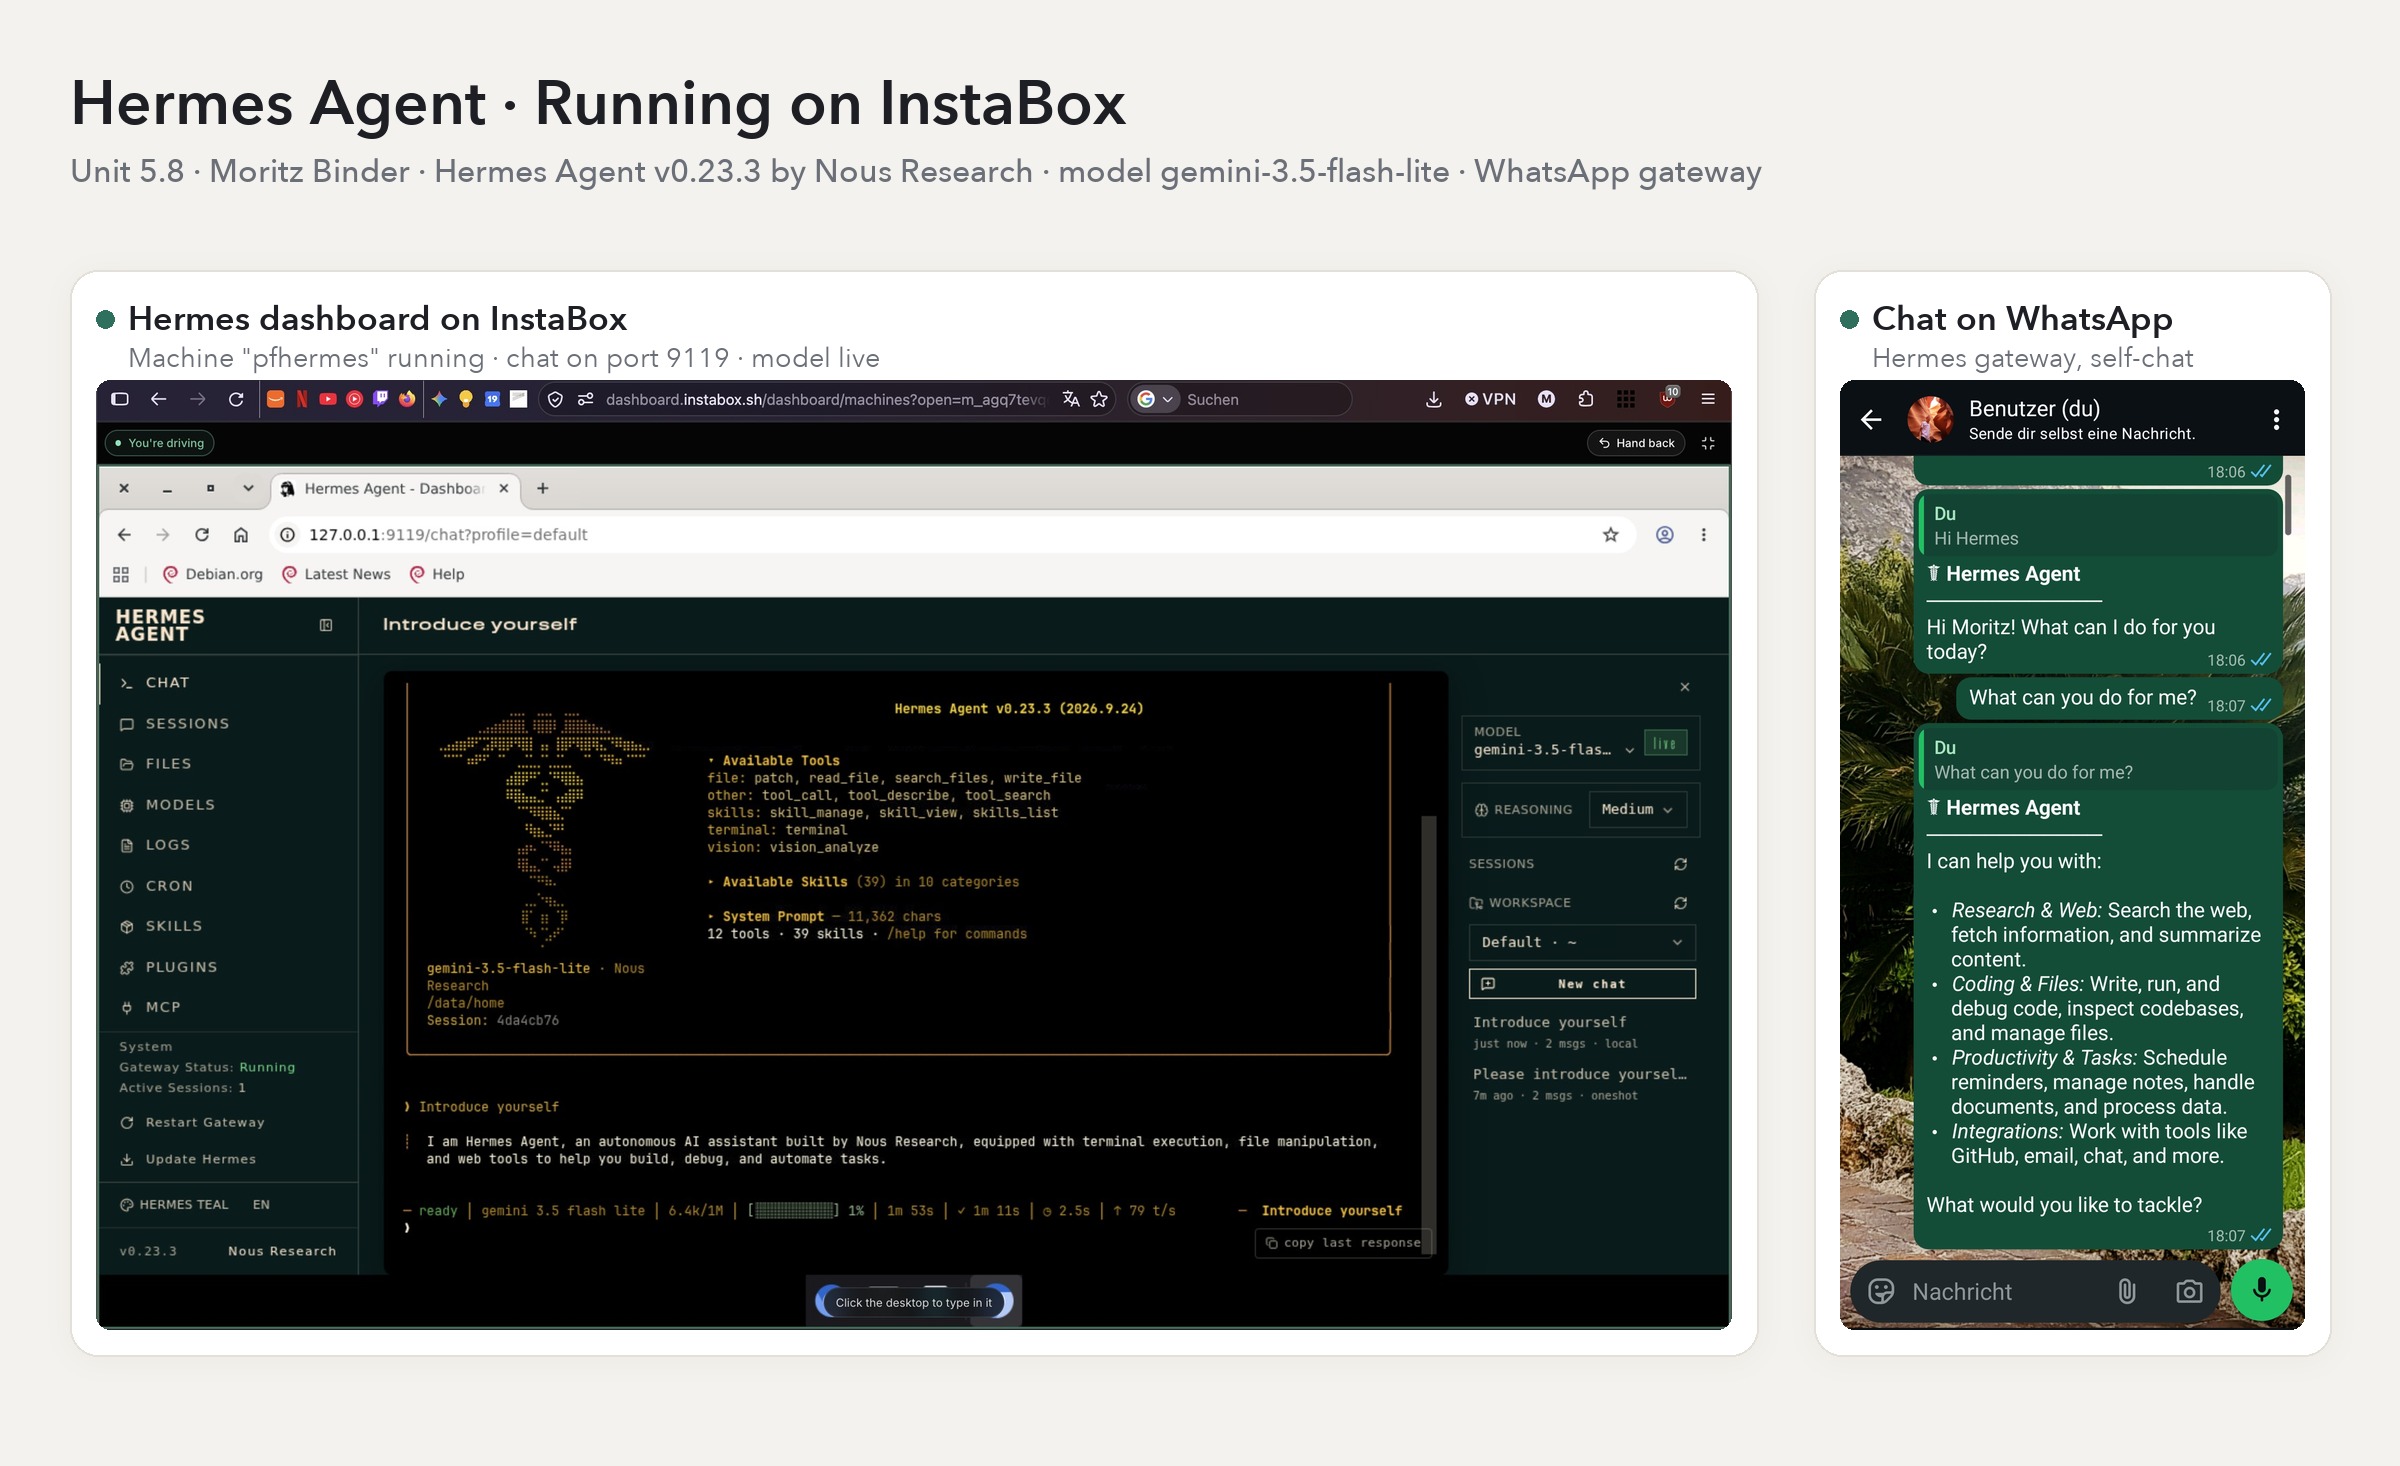 Hermes Agent · Running on InstaBox
Unit 5.8 · Moritz Binder · Hermes Agent v0.23.3 by Nous Research · model gemini-3.5-flash-lite · WhatsApp gateway
Hermes dashboard on InstaBox
Machine "pfhermes" running · chat on port 9119 · model live
19
dashboard.instabox.sh/dashboard/machines?open=m_agq7tevq
Suchen
VPN
M
10
You're driving
Hand back
Hermes Agent - Dashboar
127.0.0.1:9119/chat?profile=default
Debian.org
Latest News
Help
HERMES
AGENT
Introduce yourself
CHAT
SESSIONS
FILES
MODELS
LOGS
CRON
SKILLS
PLUGINS
MCP
System
Gateway Status: Running
Active Sessions: 1
Restart Gateway
Update Hermes
HERMES TEAL EN
v0.23.3 Nous Research
Hermes Agent v0.23.3 (2026.9.24)
▾ Available Tools
file: patch, read_file, search_files, write_file
other: tool_call, tool_describe, tool_search
skills: skill_manage, skill_view, skills_list
terminal: terminal
vision: vision_analyze
▸ Available Skills (39) in 10 categories
▸ System Prompt — 11,362 chars
12 tools · 39 skills · /help for commands
gemini-3.5-flash-lite · Nous
Research
/data/home
Session: 4da4cb76
❯ Introduce yourself
I am Hermes Agent, an autonomous AI assistant built by Nous Research, equipped with terminal execution, file manipulation,
and web tools to help you build, debug, and automate tasks.
─ ready │ gemini 3.5 flash lite │ 6.4k/1M │ [░░░░░░░░░░] 1% │ 1m 53s │ ✓ 1m 11s │ ◷ 2.5s │ ↑ 79 t/s ─ Introduce yourself
❯
copy last response
MODEL
gemini-3.5-flas…
live
REASONING
Medium
SESSIONS
WORKSPACE
Default · ~
New chat
Introduce yourself
just now · 2 msgs · local
Please introduce yoursel…
7m ago · 2 msgs · oneshot
Click the desktop to type in it
Chat on WhatsApp
Hermes gateway, self-chat
Benutzer (du)
Sende dir selbst eine Nachricht.
18:06
Du
Hi Hermes
Hermes Agent
Hi Moritz! What can I do for you
today?
18:06
What can you do for me?
18:07
Du
What can you do for me?
Hermes Agent
I can help you with:
• Research & Web: Search the web,
fetch information, and summarize
content.
• Coding & Files: Write, run, and
debug code, inspect codebases,
and manage files.
• Productivity & Tasks: Schedule
reminders, manage notes, handle
documents, and process data.
• Integrations: Work with tools like
GitHub, email, chat, and more.
What would you like to tackle?
18:07
Nachricht